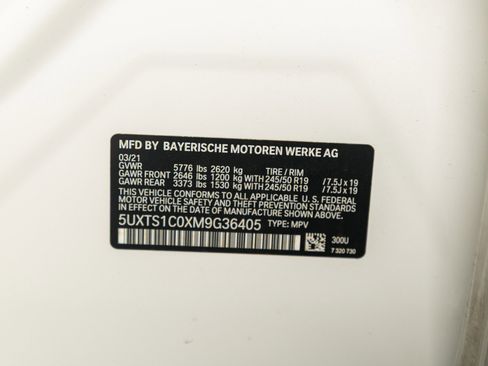 MFD BY BAYERISCHE MOTOREN WERKE AG
03/21
GVWR 5776 lbs 2620 kg TIRE / RIM
GAWR FRONT 2646 lbs 1200 kg WITH 245/50 R19 /7.5J x 19
GAWR REAR 3373 lbs 1530 kg WITH 245/50 R19 /7.5J x 19
THIS VEHICLE CONFORMS TO ALL APPLICABLE U. S. FEDERAL
MOTOR VEHICLE SAFETY STANDARDS IN EFFECT ON THE
DATE OF MANUFACTURE SHOWN ABOVE.
5UXTS1C0XM9G36405 TYPE: MPV
300U
7 320 730